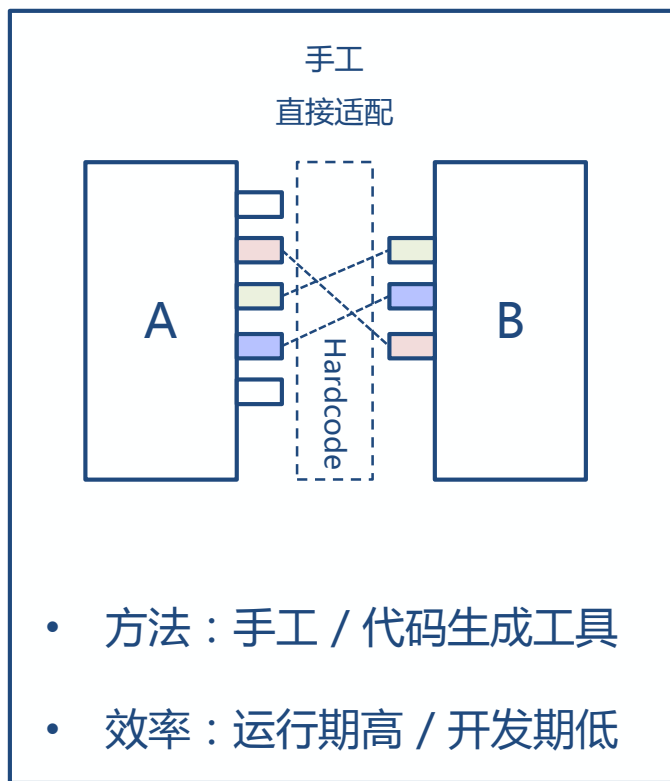 手工
直接适配
A
Hardcode
B
• 方法：手工 / 代码生成工具
• 效率：运行期高 / 开发期低